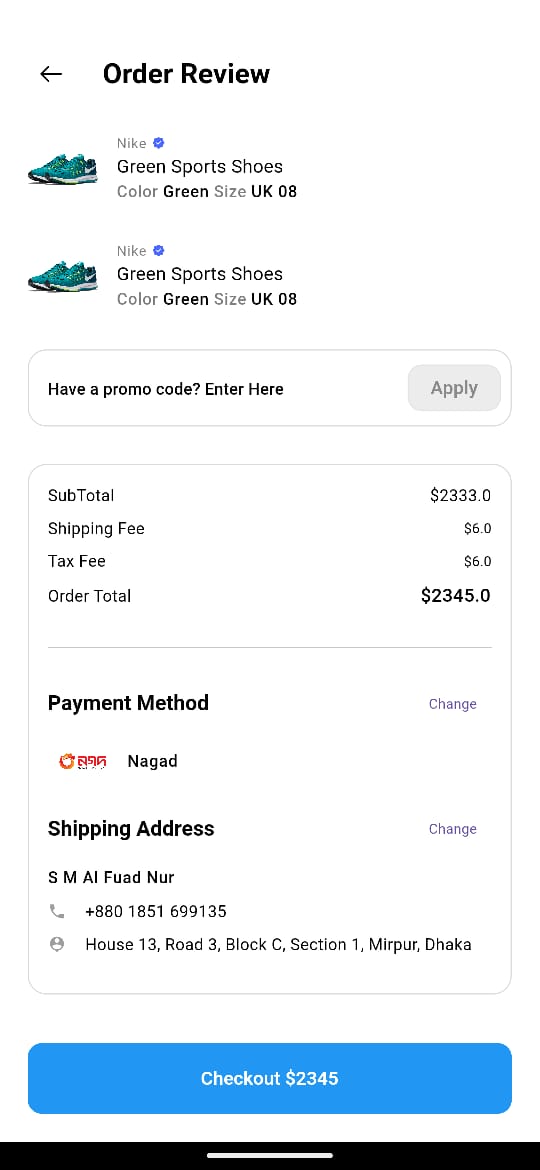 Order Review
Nike
Green Sports Shoes
Color Green Size UK 08
Nike
Green Sports Shoes
Color Green Size UK 08
Have a promo code? Enter Here
Apply
SubTotal $2333.0
Shipping Fee $6.0
Tax Fee $6.0
Order Total $2345.0
Payment Method Change
নগদ Nagad
Shipping Address Change
S M Al Fuad Nur
+880 1851 699135
House 13, Road 3, Block C, Section 1, Mirpur, Dhaka
Checkout $2345